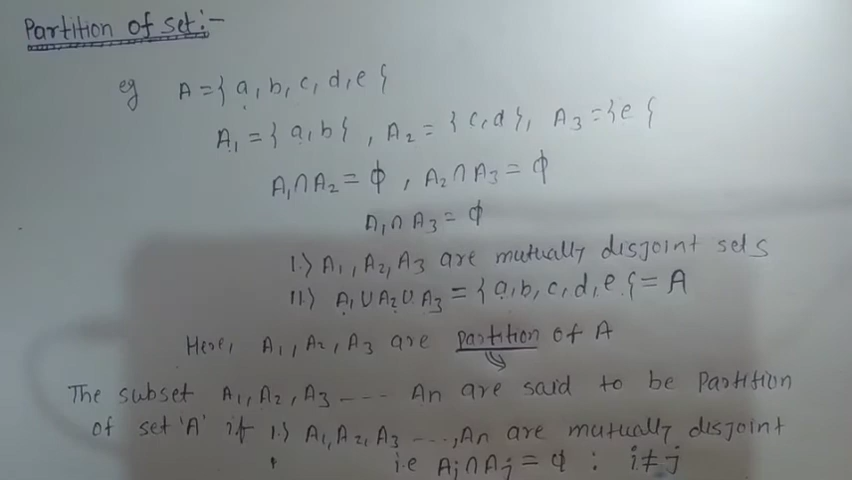 Partition of set:-
eg A = { a, b, c, d, e }
A₁ = { a, b }, A₂ = { c, d }, A₃ = { e }
A₁∩A₂ = ϕ, A₂∩A₃ = ϕ
A₁∩A₃ = ϕ
I.) A₁, A₂, A₃ are mutually disjoint sets
II.) A₁∪A₂∪A₃ = { a, b, c, d, e } = A
Here, A₁, A₂, A₃ are partition of A
The subset A₁, A₂, A₃ ---- An are said to be Partition
of set 'A' if I.) A₁, A₂, A₃ ---, An are mutually disjoint
i.e Ai∩Aj = ϕ : i≠j